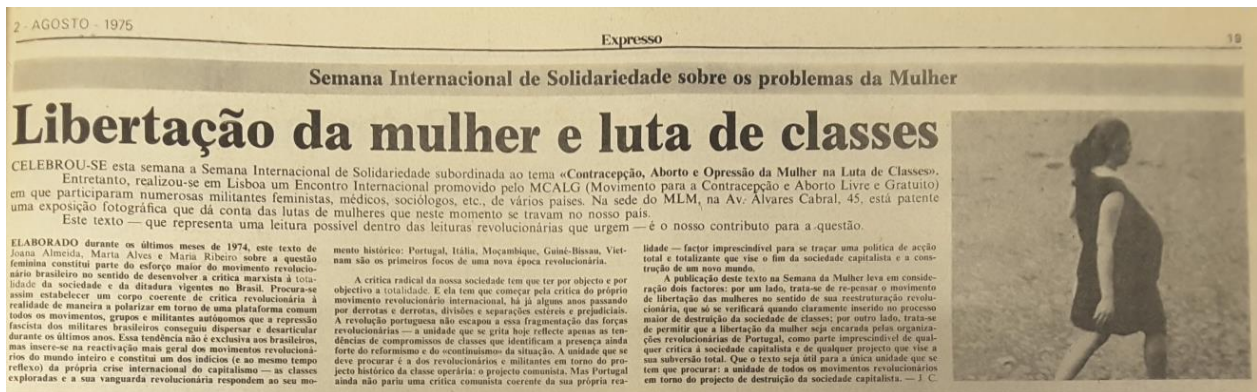 2 - AGOSTO - 1975
Expresso
19
Semana Internacional de Solidariedade sobre os problemas da Mulher
Libertação da mulher e luta de classes
CELEBROU-SE esta semana a Semana Internacional de Solidariedade subordinada ao tema «Contracepção, Aborto e Opressão da Mulher na Luta de Classes».
Entretanto, realizou-se em Lisboa um Encontro Internacional promovido pelo MCALG (Movimento para a Contracepção e Aborto Livre e Gratuito)
em que participaram numerosas militantes feministas, médicos, sociólogos, etc., de vários países. Na sede do MLM, na Av. Álvares Cabral, 45, está patente
uma exposição fotográfica que dá conta das lutas de mulheres que neste momento se travam no nosso país.
Este texto — que representa uma leitura possível dentro das leituras revolucionárias que urgem — é o nosso contributo para a questão.
ELABORADO durante os últimos meses de 1974, este texto de
Joana Almeida, Marta Alves e Maria Ribeiro sobre a questão
feminina constitui parte do esforço maior do movimento revolucio-
nário brasileiro no sentido de desenvolver a crítica marxista à tota-
lidade da sociedade e da ditadura vigentes no Brasil. Procura-se
assim estabelecer um corpo coerente de crítica revolucionária à
realidade de maneira a polarizar em torno de uma plataforma comum
todos os movimentos, grupos e militantes autónomos que a repressão
fascista dos militares brasileiros conseguiu dispersar e desarticular
durante os últimos anos. Essa tendência não é exclusiva aos brasileiros,
mas insere-se na reactivação mais geral dos movimentos revolucioná-
rios do mundo inteiro e constitui um dos indícios (e ao mesmo tempo
reflexo) da própria crise internacional do capitalismo — as classes
exploradas e a sua vanguarda revolucionária respondem ao seu mo-
mento histórico: Portugal, Itália, Moçambique, Guiné-Bissau, Viet-
nam são os primeiros focos de uma nova época revolucionária.
A crítica radical da nossa sociedade tem que ter por objecto e por
objectivo a totalidade. E ela tem que começar pela crítica do próprio
movimento revolucionário internacional, que há já alguns anos passando
por derrotas e derrotas, divisões e separações estéreis e prejudiciais.
A revolução portuguesa não escapou a essa fragmentação das forças
revolucionárias — a unidade que se grita hoje reflecte apenas as ten-
dências de compromissos de classes que identificam a presença ainda
forte do reformismo e do «continuísmo» da situação. A unidade que se
deve procurar é a dos revolucionários e militantes em torno do pro-
jecto histórico da classe operária: o projecto comunista. Mas Portugal
ainda não pariu uma crítica comunista coerente da sua própria rea-
lidade — factor imprescindível para se traçar uma política de acção
total e totalizante que vise o fim da sociedade capitalista e a cons-
trução de um novo mundo.
A publicação deste texto na Semana da Mulher leva em conside-
ração dois factores: por um lado, trata-se de re-pensar o movimento
de libertação das mulheres no sentido de sua reestruturação revolu-
cionária, que só se verificará quando claramente inserido no processo
maior de destruição da sociedade de classes; por outro lado, trata-se
de permitir que a libertação da mulher seja encarada pelas organiza-
ções revolucionárias de Portugal, como parte imprescindível de qual-
quer crítica à sociedade capitalista e de qualquer projecto que vise a
sua subversão total. Que o texto seja útil para a única unidade que se
tem que procurar: a unidade de todos os movimentos revolucionários
em torno do projecto de destruição da sociedade capitalista. — J. C.